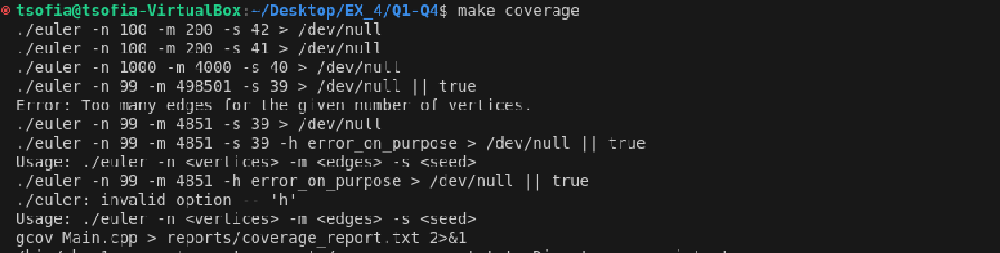 tsofia@tsofia-VirtualBox:~/Desktop/EX_4/Q1-Q4$ make coverage
./euler -n 100 -m 200 -s 42 > /dev/null
./euler -n 100 -m 200 -s 41 > /dev/null
./euler -n 1000 -m 4000 -s 40 > /dev/null
./euler -n 99 -m 498501 -s 39 > /dev/null || true
Error: Too many edges for the given number of vertices.
./euler -n 99 -m 4851 -s 39 > /dev/null
./euler -n 99 -m 4851 -s 39 -h error_on_purpose > /dev/null || true
Usage: ./euler -n <vertices> -m <edges> -s <seed>
./euler -n 99 -m 4851 -h error_on_purpose > /dev/null || true
./euler: invalid option -- 'h'
Usage: ./euler -n <vertices> -m <edges> -s <seed>
gcov Main.cpp > reports/coverage_report.txt 2>&1